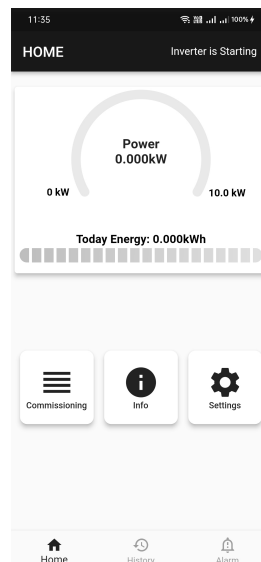 11:35
100%
HOME
Inverter is Starting
Power
0.000kW
0 kW
10.0 kW
Today Energy: 0.000kWh
Commissioning
Info
Settings
Home
History
Alarm